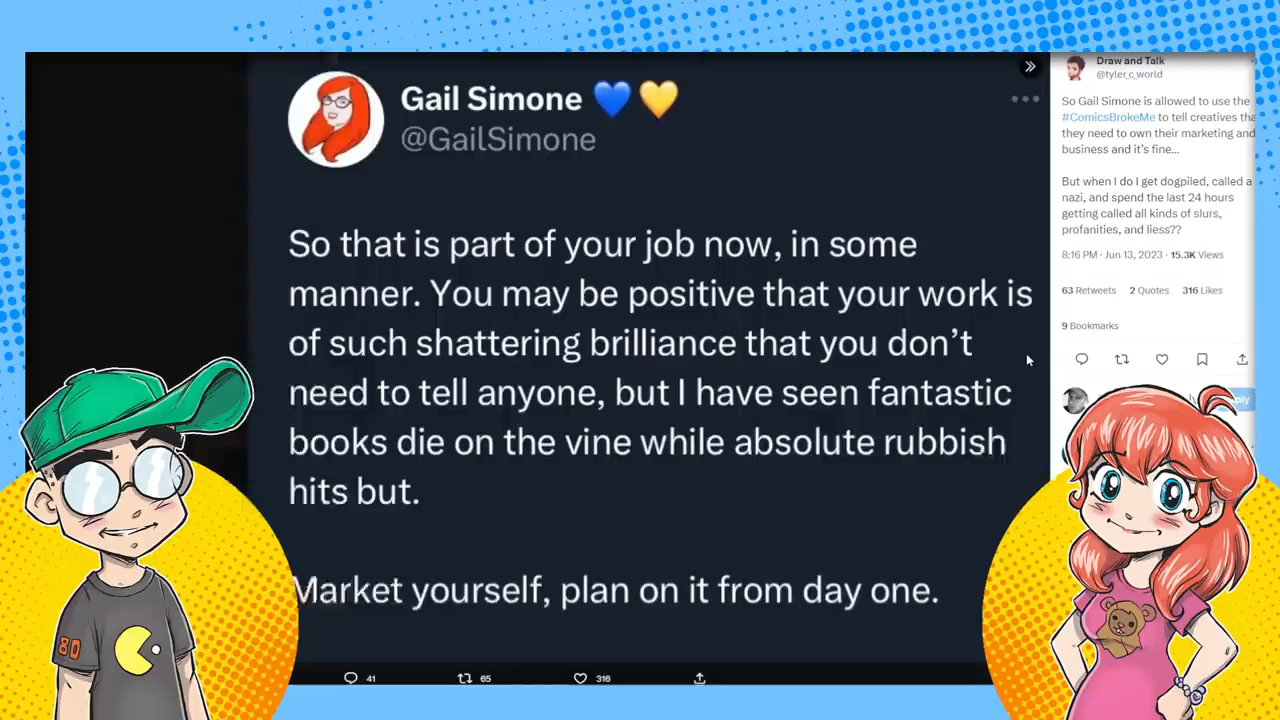 Gail Simone 💙 💛
@GailSimone
So that is part of your job now, in some
manner. You may be positive that your work is
of such shattering brilliance that you don't
need to tell anyone, but I have seen fantastic
books die on the vine while absolute rubbish
hits but.
Market yourself, plan on it from day one.
41 65 316
Draw and Talk
@tyler_c_world
So Gail Simone is allowed to use the
#ComicsBrokeMe to tell creatives tha
they need to own their marketing and
business and it's fine...
But when I do I get dogpiled, called a
nazi, and spend the last 24 hours
getting called all kinds of slurs,
profanities, and liess??
8:16 PM · Jun 13, 2023 · 15.3K Views
63 Retweets 2 Quotes 316 Likes
9 Bookmarks
80